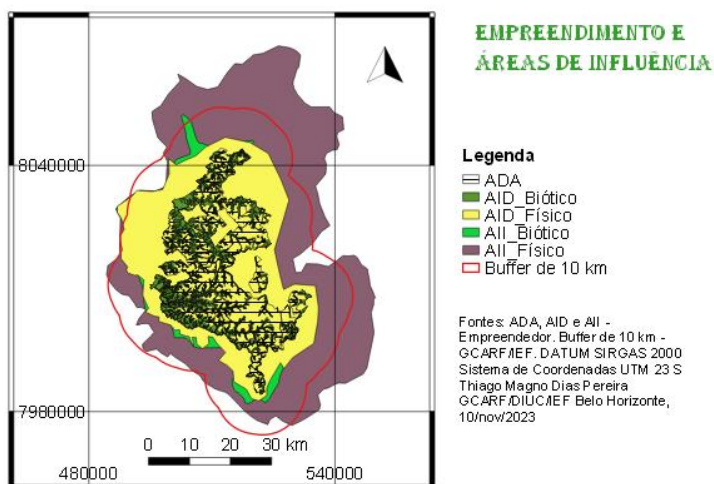 EMPREENDIMENTO E
ÁREAS DE INFLUÊNCIA
8040000
7980000
0 10 20 30 km
480000
540000
Legenda
ADA
AID_Biótico
AID_Físico
AII_Biótico
AII_Físico
Buffer de 10 km
Fontes: ADA, AID e AII -
Empreendedor. Buffer de 10 km -
GCARF/IEF. DATUM SIRGAS 2000
Sistema de Coordenadas UTM 23 S
Thiago Magno Dias Pereira
GCARF/DIUC/IEF Belo Horizonte,
10/nov/2023